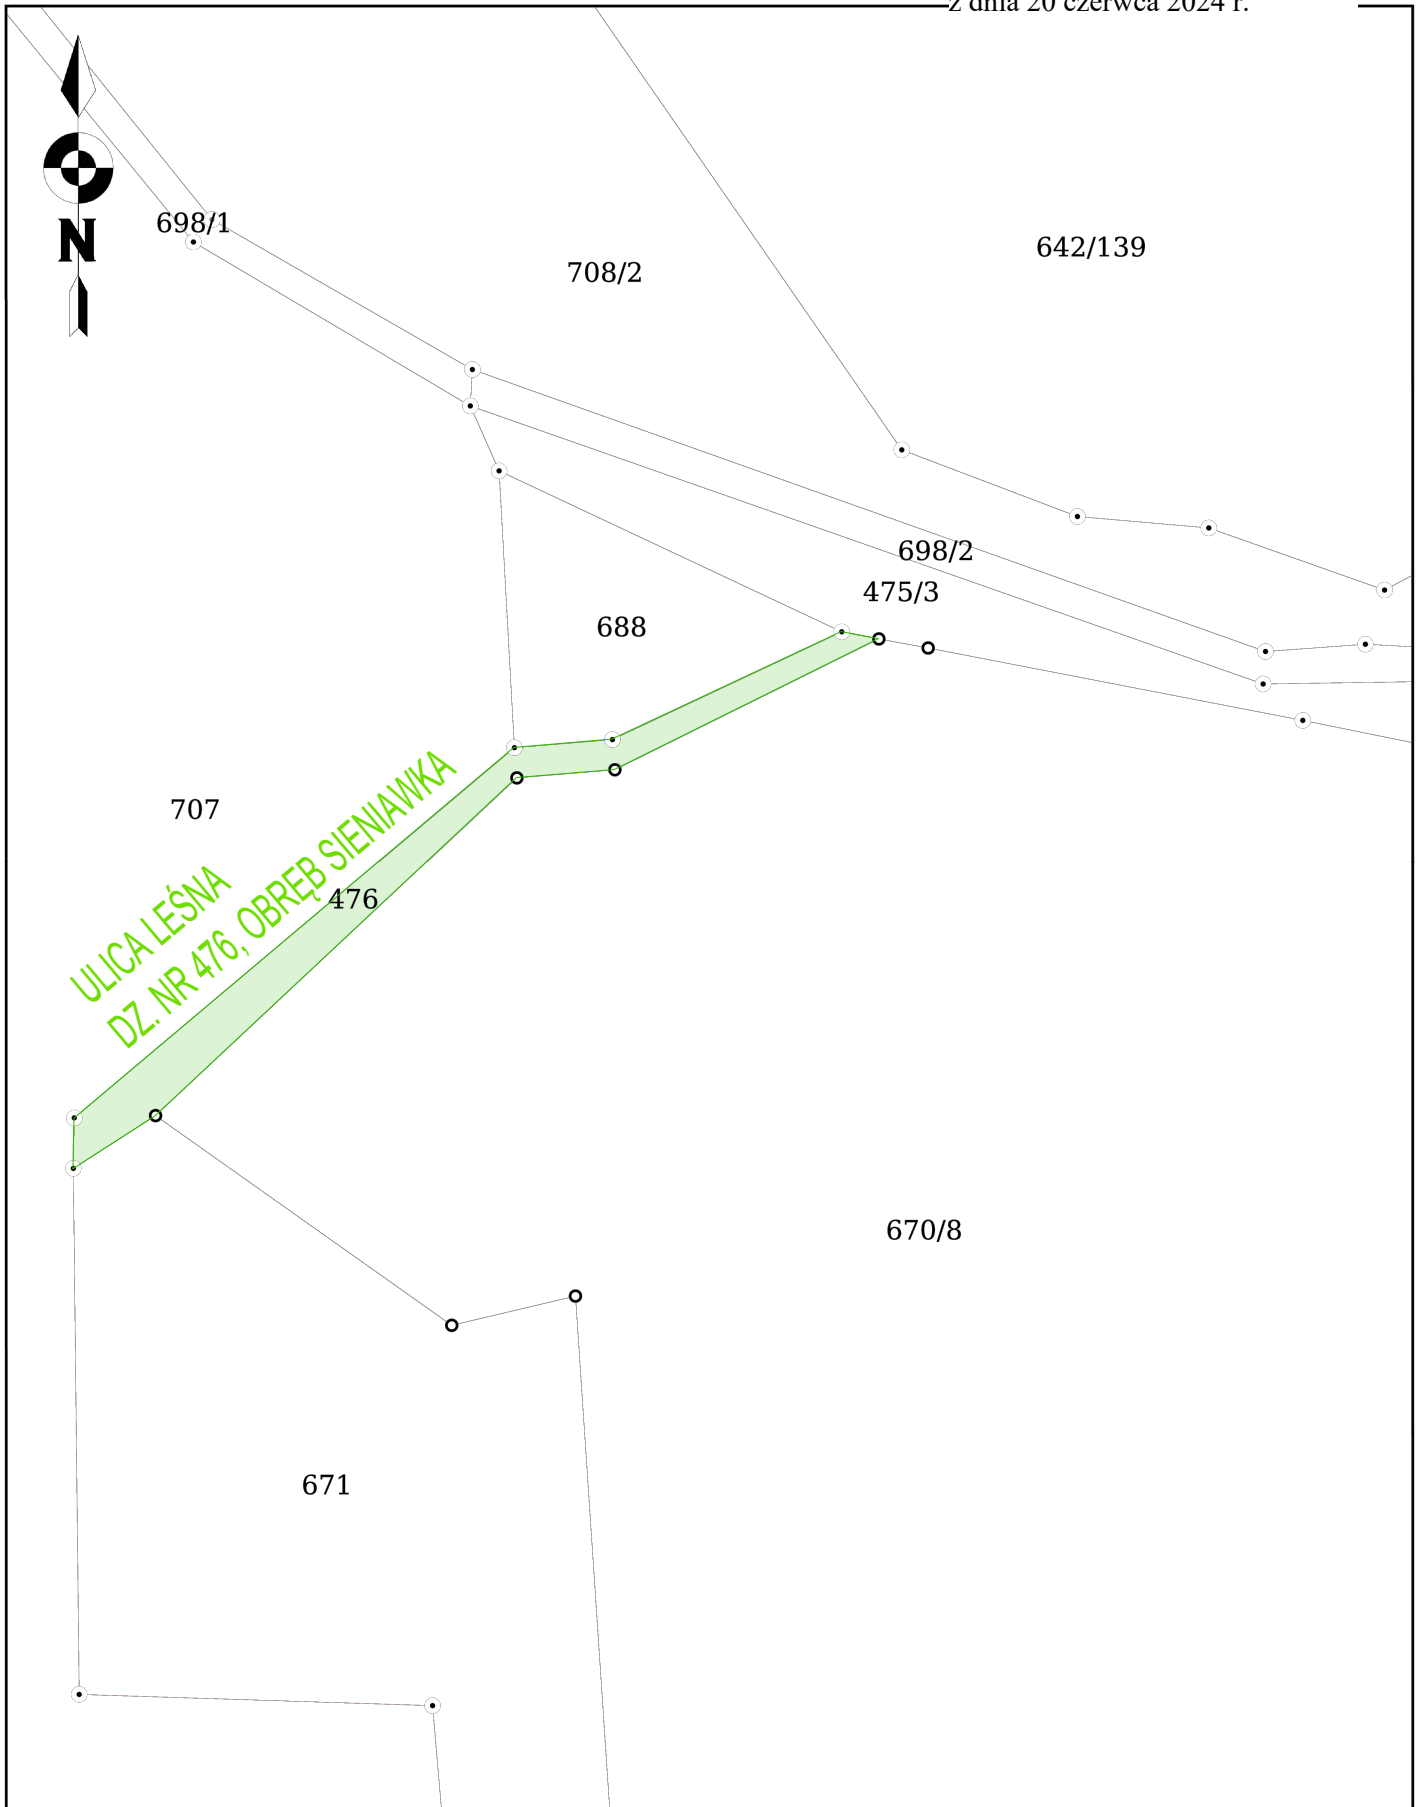 z dnia 20 czerwca 2024 r.
698/1
N
642/139
708/2
698/2
475/3
688
707
ULICA LEŚNA
DZ. NR 476, OBRĘB SIENIAWKA
476
670/8
671